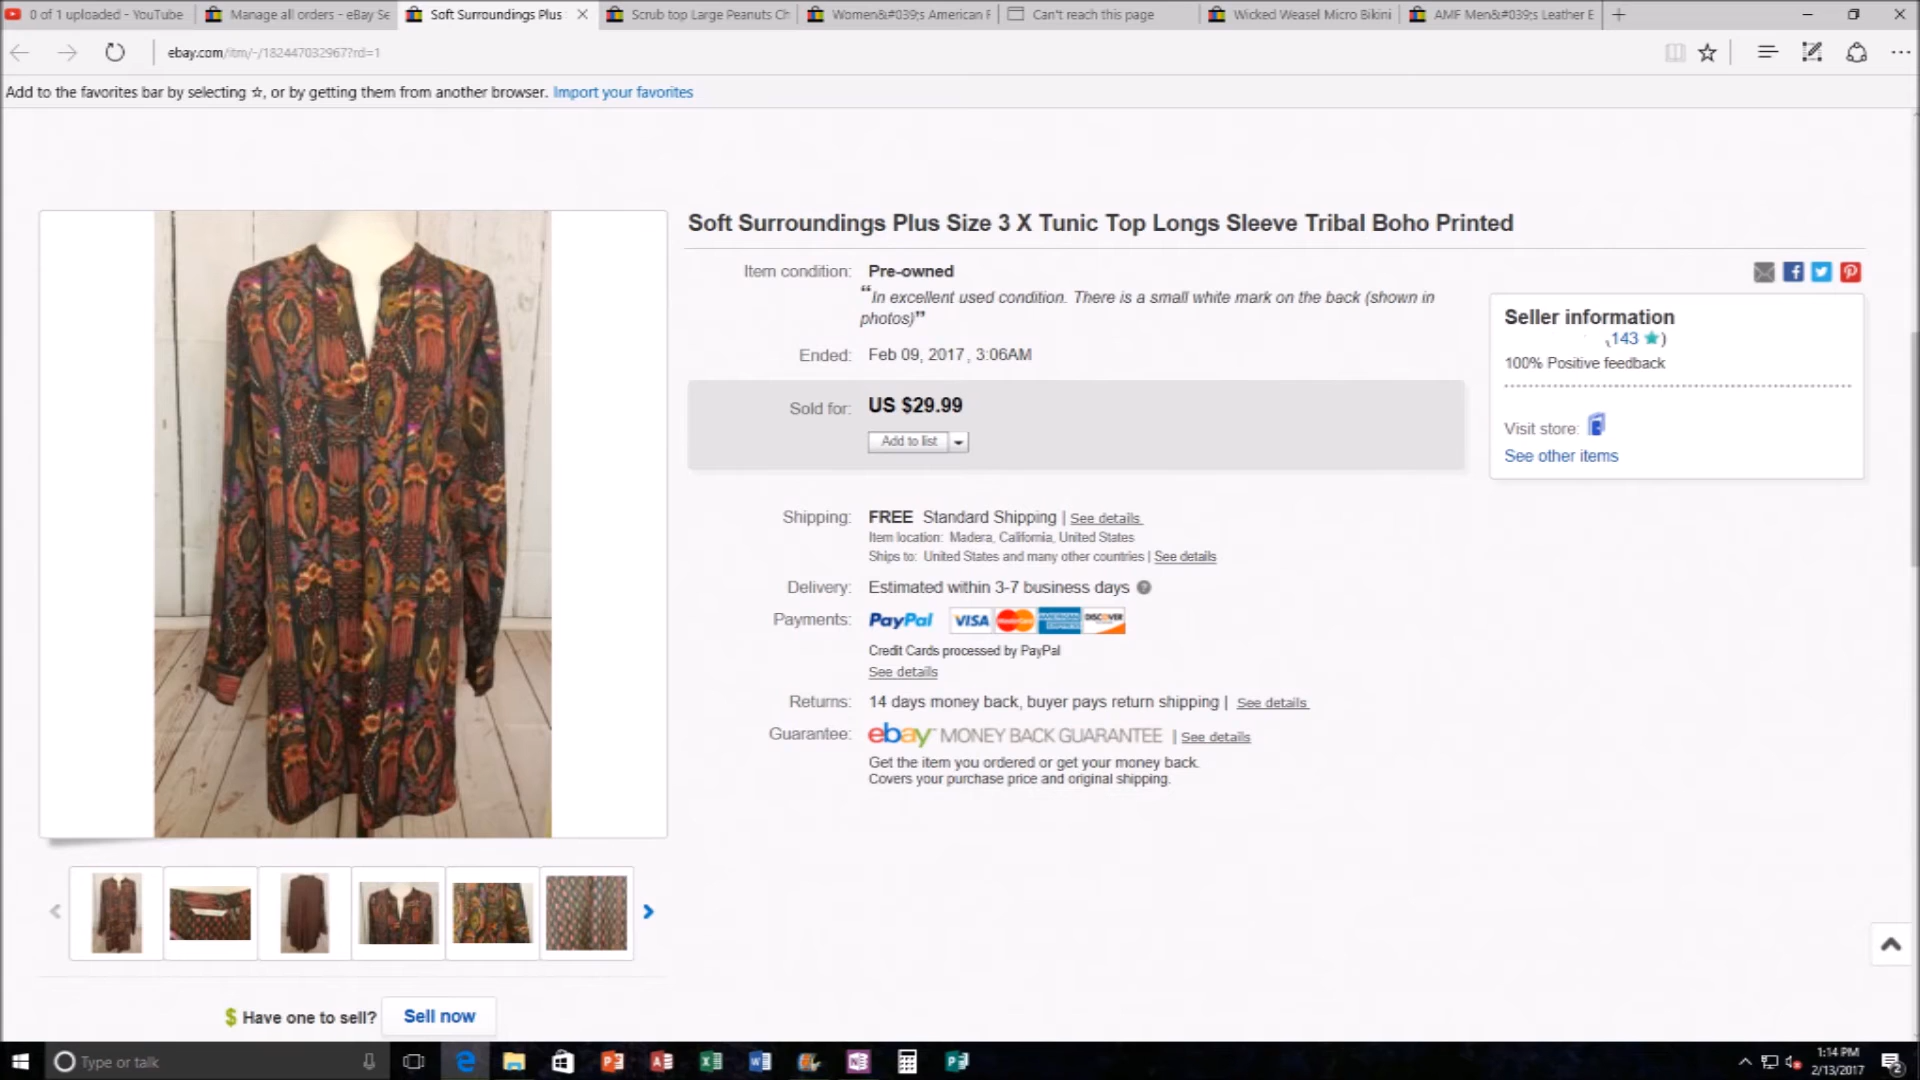 0 of 1 uploaded - YouTube
Manage all orders - eBay Se
Soft Surroundings Plus
Scrub top Large Peanuts Ch
Women&#039;s American F
Can't reach this page
Wicked Weasel Micro Bikini
AMF Men&#039;s Leather B
ebay.com/itm/-/182447032967?rd=1
Add to the favorites bar by selecting ☆, or by getting them from another browser. Import your favorites
Soft Surroundings Plus Size 3 X Tunic Top Longs Sleeve Tribal Boho Printed
Item condition: Pre-owned
“In excellent used condition. There is a small white mark on the back (shown in
photos)”
Ended: Feb 09, 2017 , 3:06AM
Sold for: US $29.99
Add to list
Seller information
143 ★)
100% Positive feedback
Visit store:
See other items
Shipping: FREE Standard Shipping | See details
Item location: Madera, California, United States
Ships to: United States and many other countries | See details
Delivery: Estimated within 3-7 business days ?
Payments: PayPal VISA MasterCard AMERICAN EXPRESS DISCOVER
Credit Cards processed by PayPal
See details
Returns: 14 days money back, buyer pays return shipping | See details
Guarantee: ebay MONEY BACK GUARANTEE | See details
Get the item you ordered or get your money back.
Covers your purchase price and original shipping.
$ Have one to sell? Sell now
Type or talk
1:14 PM
2/13/2017
2